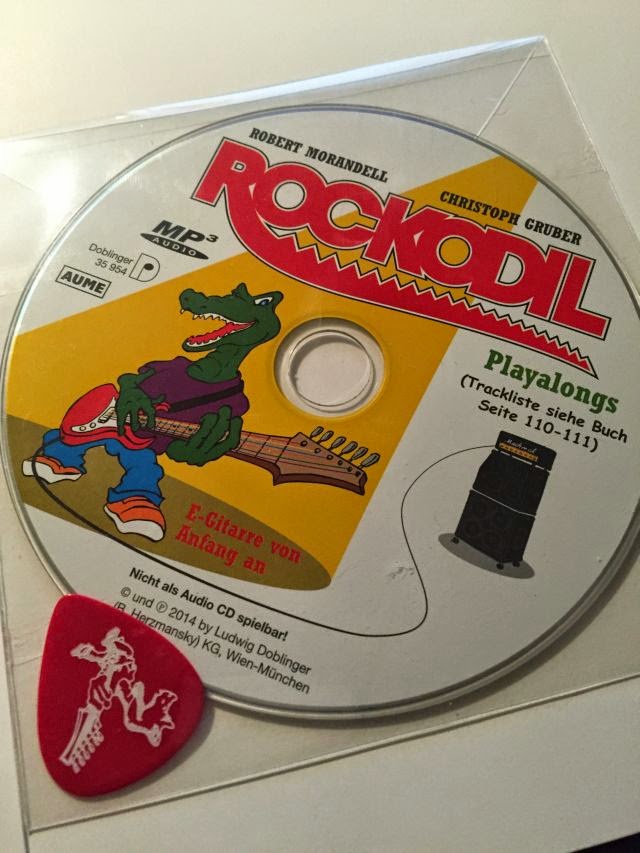 ROBERT MORANDELL
CHRISTOPH GRUBER
ROCKODIL
MP3
AUDIO
Doblinger
35 954
AUME
Playalongs
(Trackliste siehe Buch
Seite 110-111)
E-Gitarre von
Anfang an
Nicht als Audio CD spielbar!
© und ℗ 2014 by Ludwig Doblinger
(B. Herzmansky) KG, Wien-München